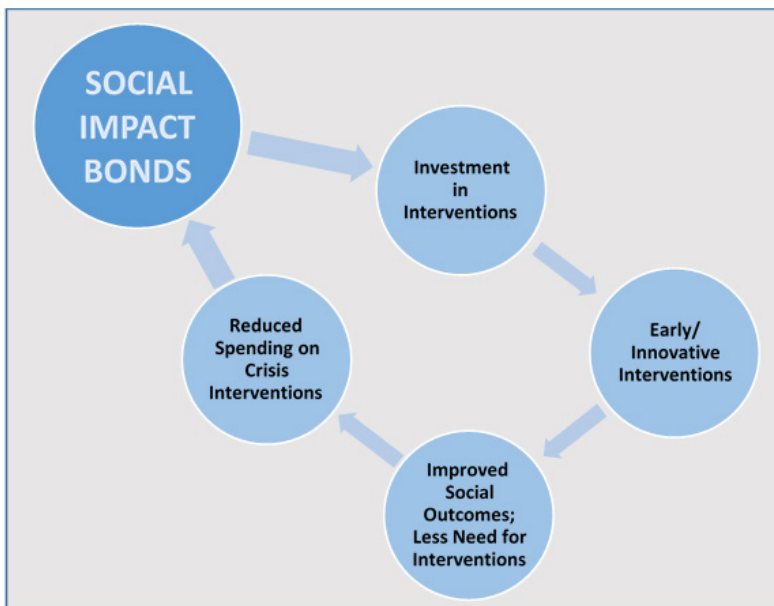 SOCIAL
IMPACT
BONDS
Investment
in
Interventions
Early/
Innovative
Interventions
Improved
Social
Outcomes;
Less Need for
Interventions
Reduced
Spending on
Crisis
Interventions